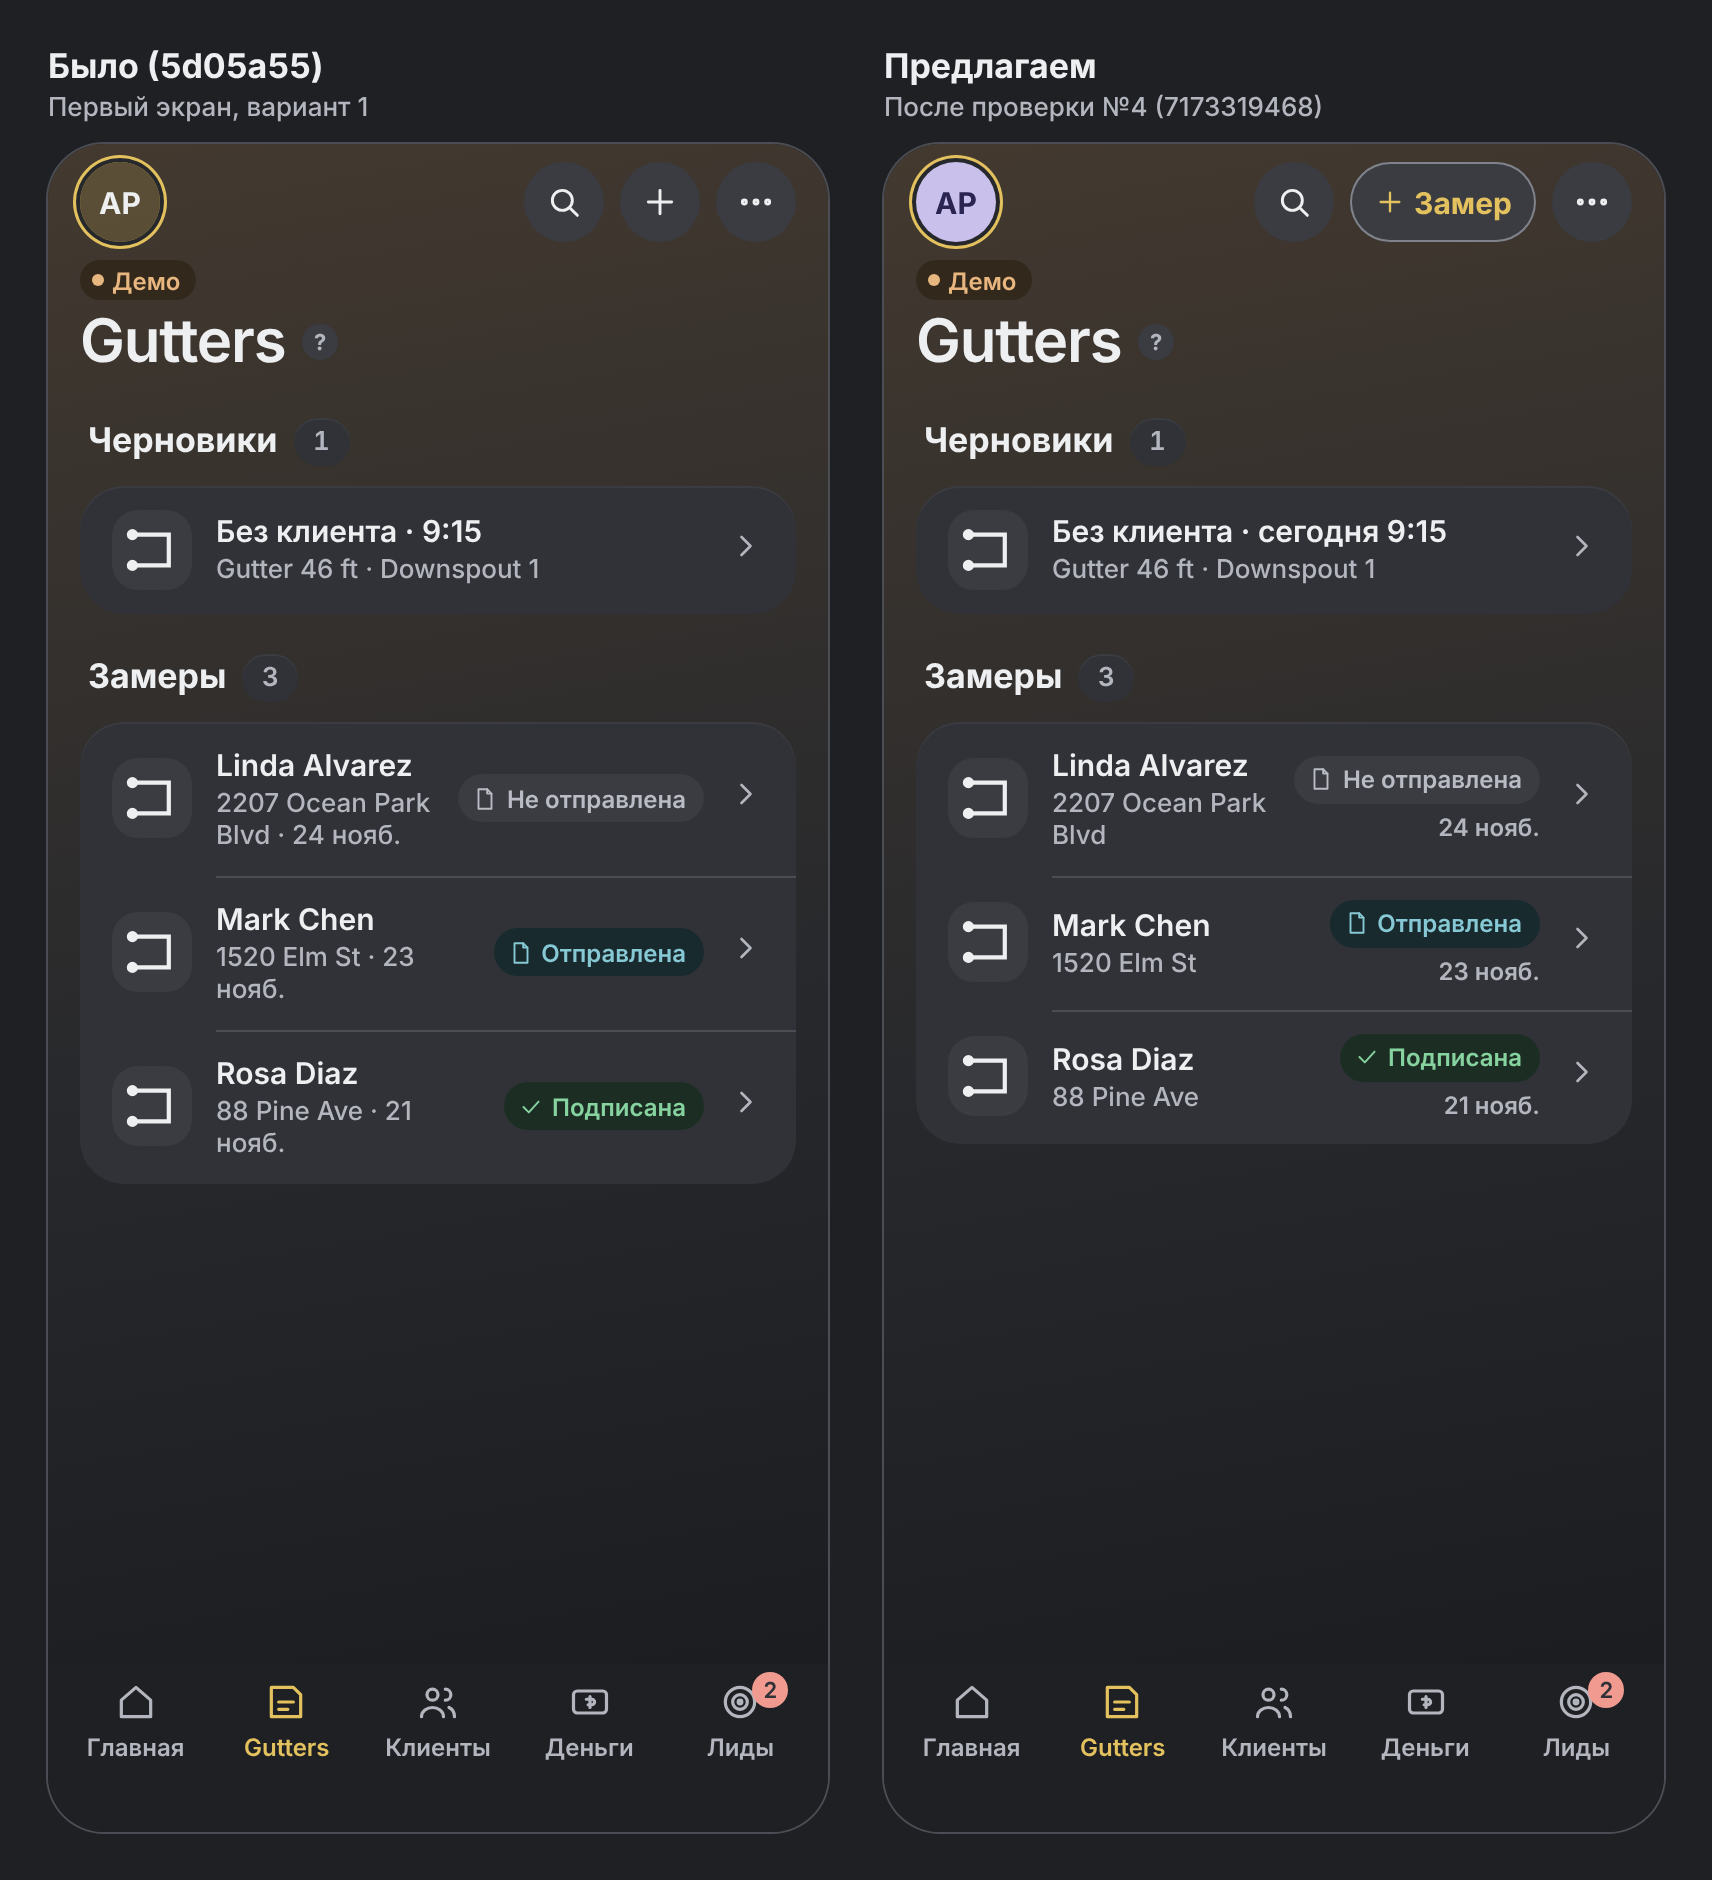 Было (5d05a55)
Первый экран, вариант 1
AP
Демо
Gutters ?
Черновики 1
Без клиента · 9:15
Gutter 46 ft · Downspout 1
Замеры 3
Linda Alvarez
2207 Ocean Park
Blvd · 24 нояб.
Не отправлена
Mark Chen
1520 Elm St · 23
нояб.
Отправлена
Rosa Diaz
88 Pine Ave · 21
нояб.
Подписана
2
Главная
Gutters
Клиенты
Деньги
Лиды
Предлагаем
После проверки №4 (7173319468)
AP
+ Замер
Демо
Gutters ?
Черновики 1
Без клиента · сегодня 9:15
Gutter 46 ft · Downspout 1
Замеры 3
Linda Alvarez
2207 Ocean Park
Blvd
Не отправлена
24 нояб.
Mark Chen
1520 Elm St
Отправлена
23 нояб.
Rosa Diaz
88 Pine Ave
Подписана
21 нояб.
2
Главная
Gutters
Клиенты
Деньги
Лиды